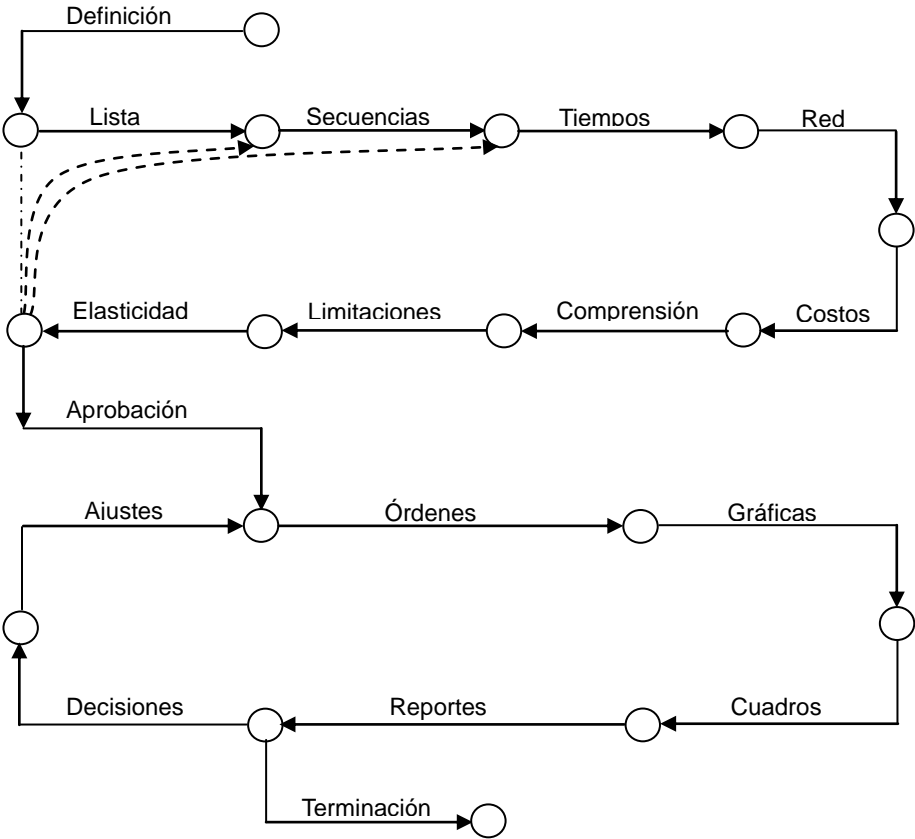 Definición
Lista
Secuencias
Tiempos
Red
Elasticidad
Limitaciones
Comprensión
Costos
Aprobación
Ajustes
Órdenes
Gráficas
Decisiones
Reportes
Cuadros
Terminación